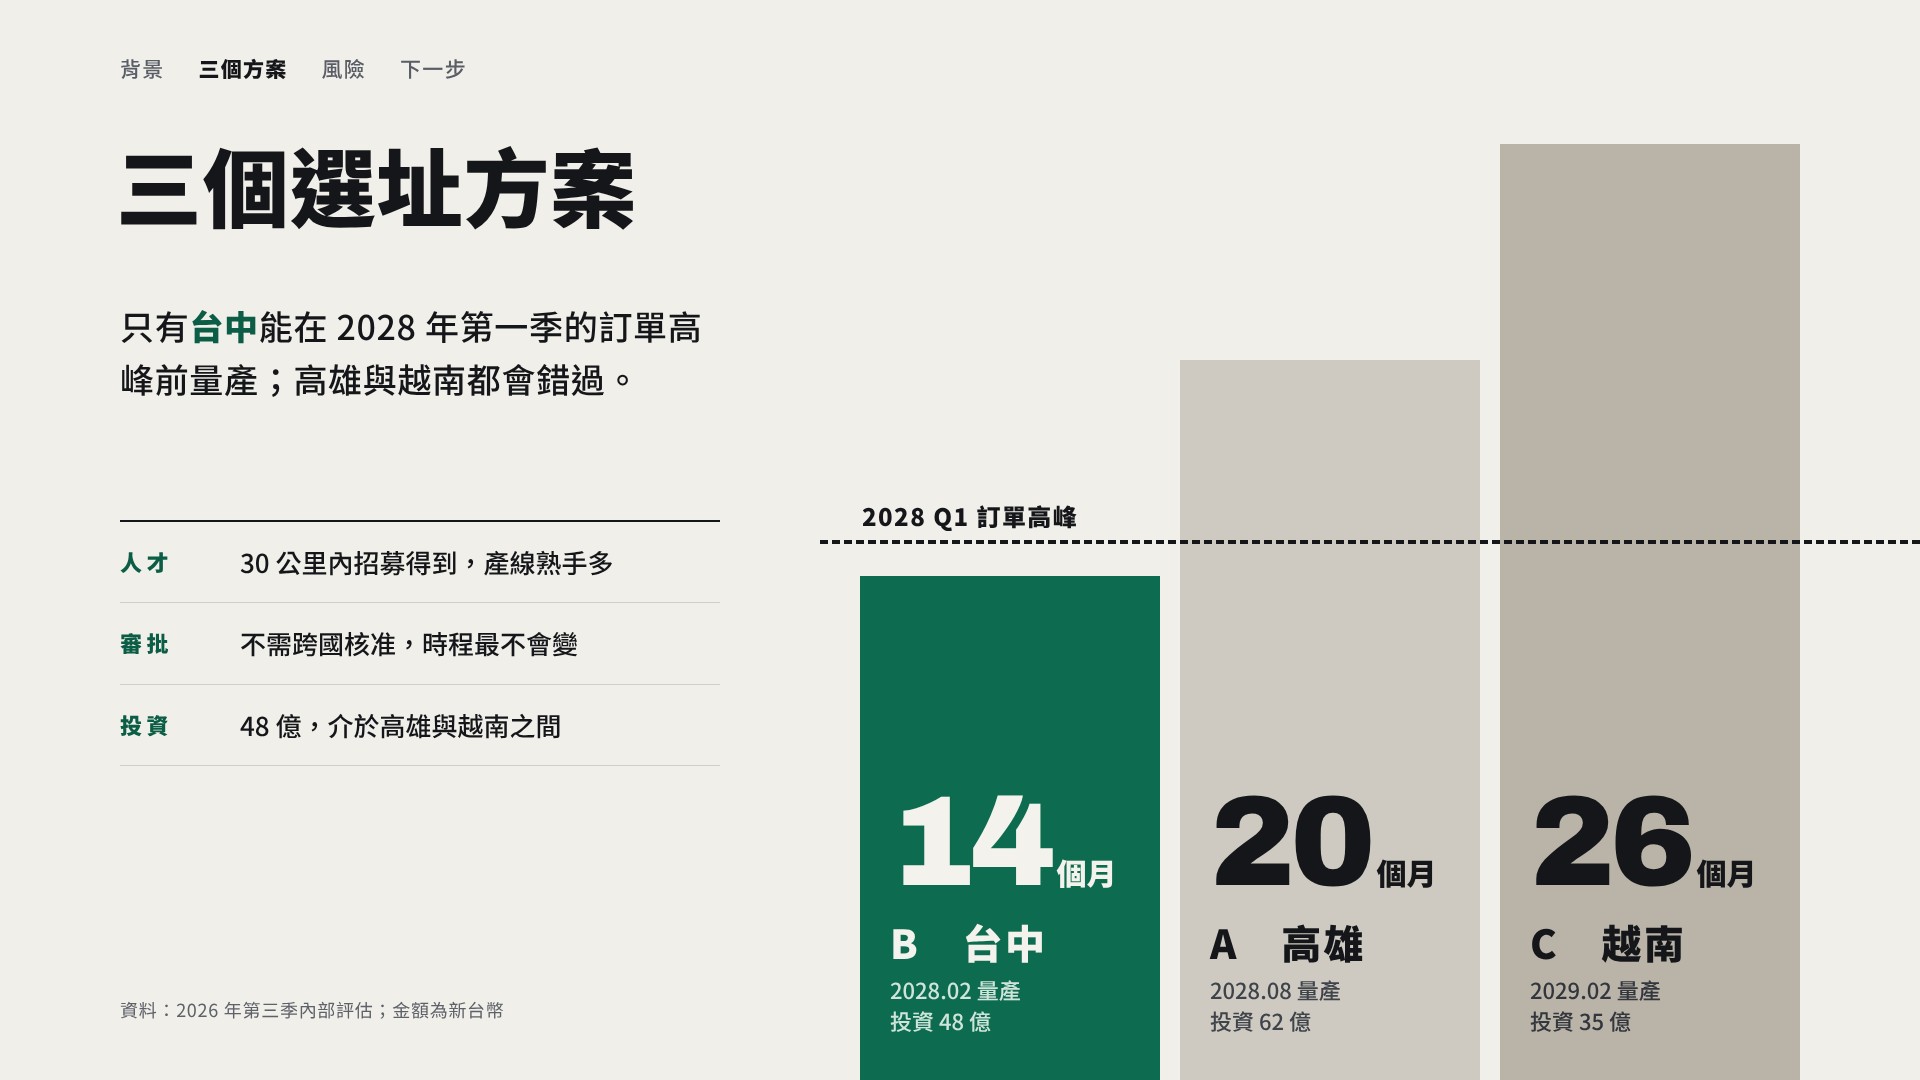 背景 三個方案 風險 下一步
三個選址方案
只有台中能在 2028 年第一季的訂單高
峰前量產；高雄與越南都會錯過。
人才 30 公里內招募得到，產線熟手多
審批 不需跨國核准，時程最不會變
投資 48 億，介於高雄與越南之間
資料：2026 年第三季內部評估；金額為新台幣
2028 Q1 訂單高峰
14個月
B 台中
2028.02 量產
投資 48 億
20個月
A 高雄
2028.08 量產
投資 62 億
26個月
C 越南
2029.02 量產
投資 35 億